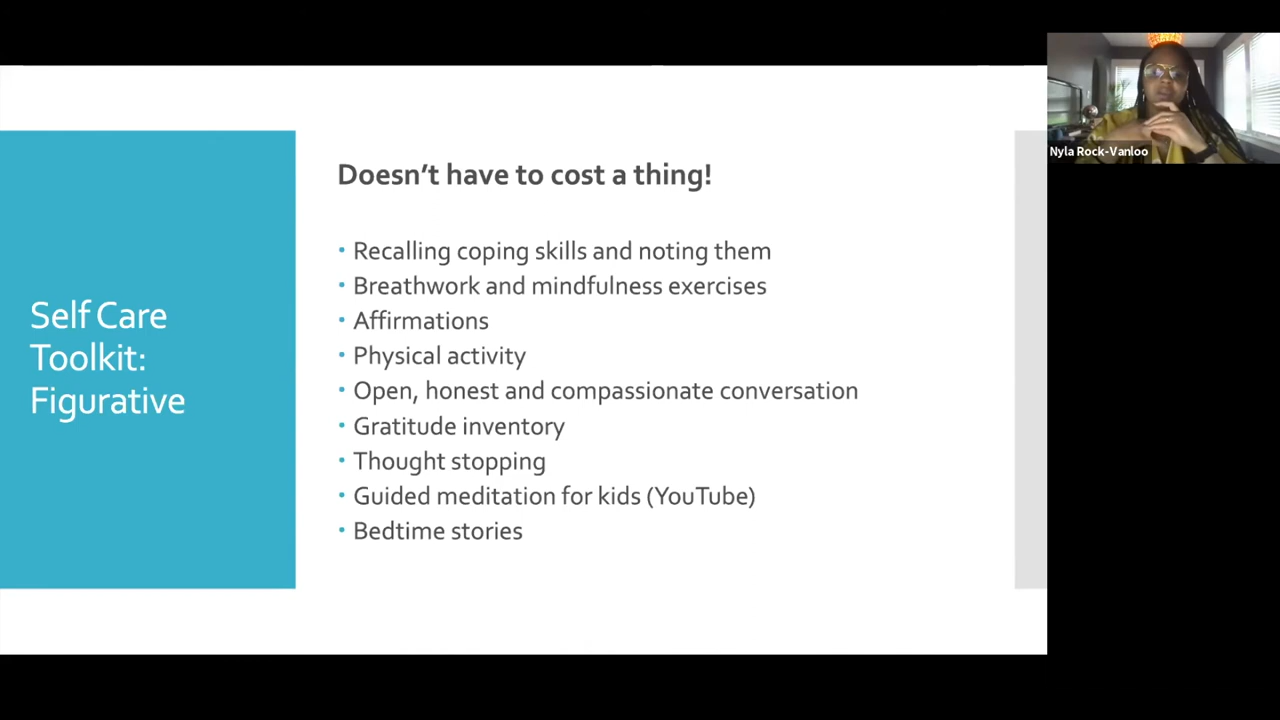 Self Care
Toolkit:
Figurative
Doesn’t have to cost a thing!
• Recalling coping skills and noting them
• Breathwork and mindfulness exercises
• Affirmations
• Physical activity
• Open, honest and compassionate conversation
• Gratitude inventory
• Thought stopping
• Guided meditation for kids (YouTube)
• Bedtime stories
Nyla Rock-Vanloo